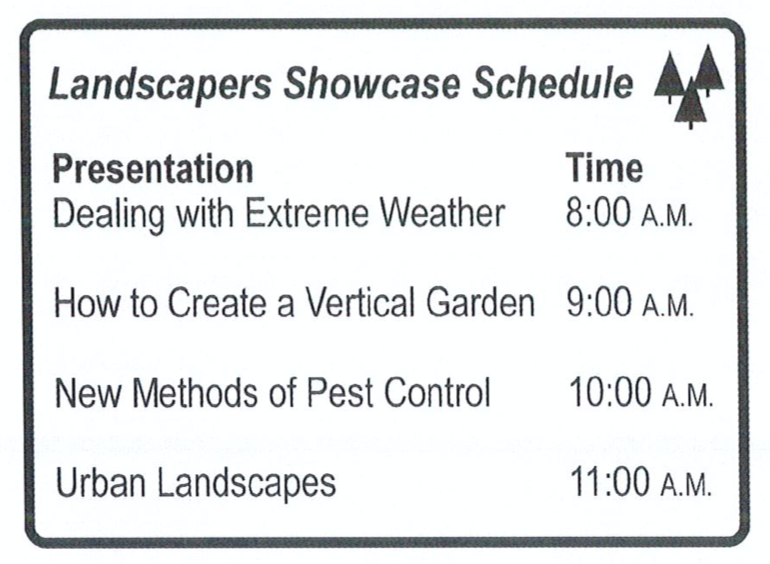 Landscapers Showcase Schedule
Presentation Time
Dealing with Extreme Weather 8:00 A.M.
How to Create a Vertical Garden 9:00 A.M.
New Methods of Pest Control 10:00 A.M.
Urban Landscapes 11:00 A.M.